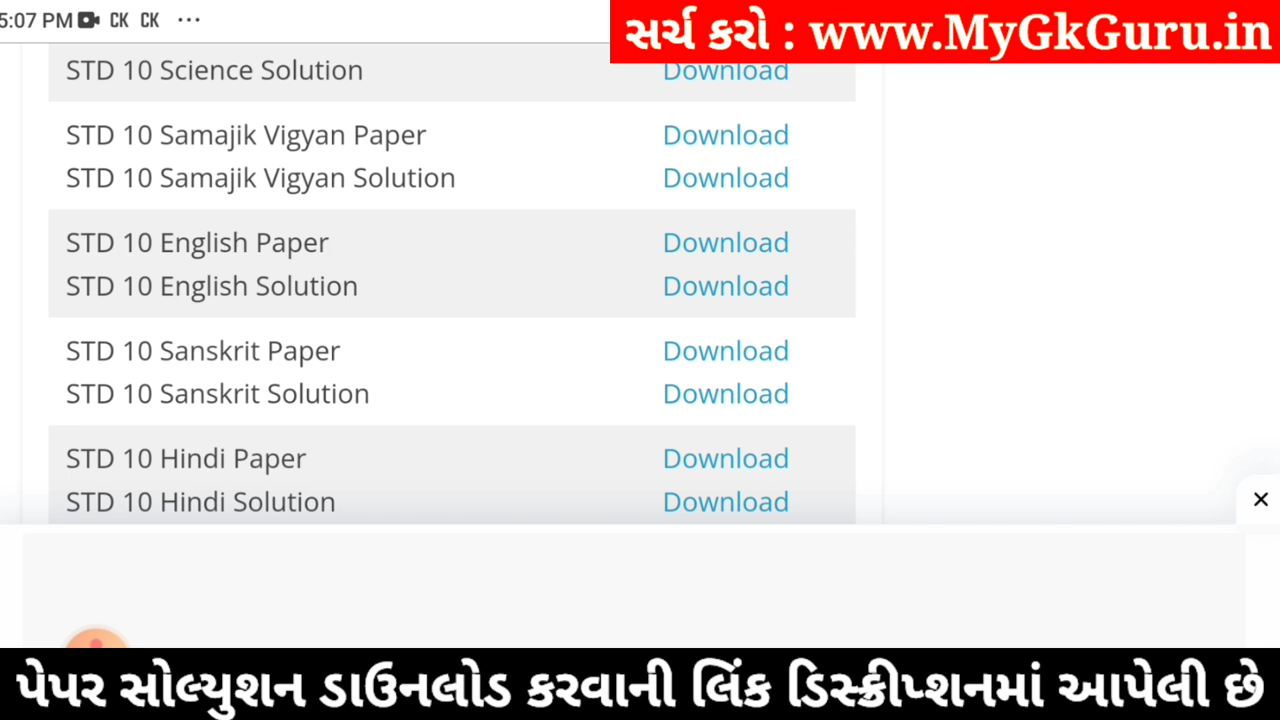 5:07 PM CK CK ...
સર્ચ કરો : www.MyGkGuru.in
STD 10 Science Solution Download
STD 10 Samajik Vigyan Paper Download
STD 10 Samajik Vigyan Solution Download
STD 10 English Paper Download
STD 10 English Solution Download
STD 10 Sanskrit Paper Download
STD 10 Sanskrit Solution Download
STD 10 Hindi Paper Download
STD 10 Hindi Solution Download
પેપર સોલ્યુશન ડાઉનલોડ કરવાની લિંક ડિસ્ક્રીપ્શનમાં આપેલી છે